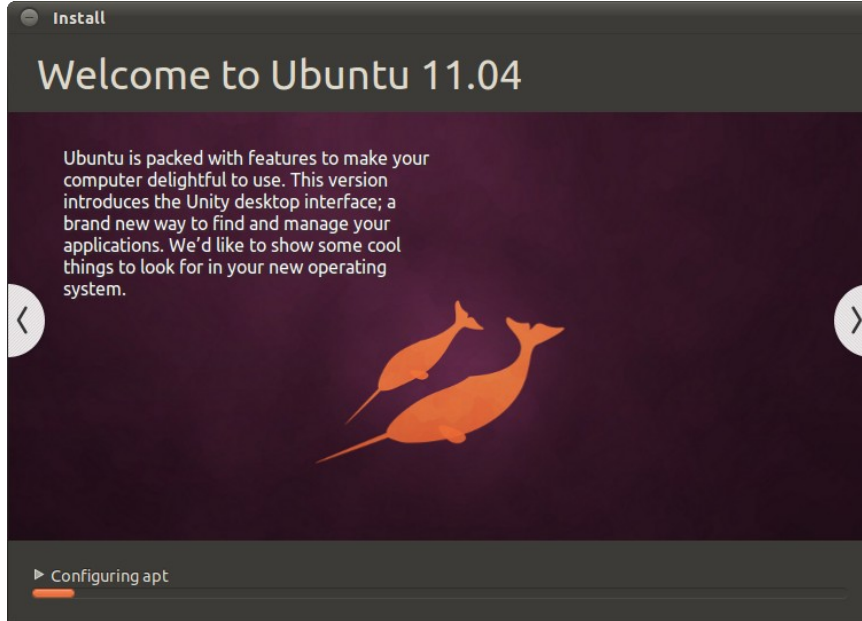 Install
Welcome to Ubuntu 11.04
Ubuntu is packed with features to make your
computer delightful to use. This version
introduces the Unity desktop interface; a
brand new way to find and manage your
applications. We’d like to show some cool
things to look for in your new operating
system.
Configuring apt